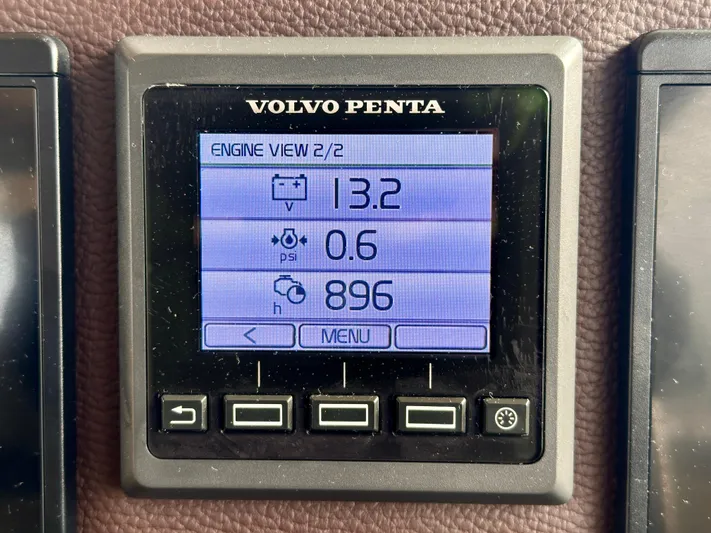 VOLVO PENTA
ENGINE VIEW 2/2
13.2
V
0.6
psi
896
h
< MENU